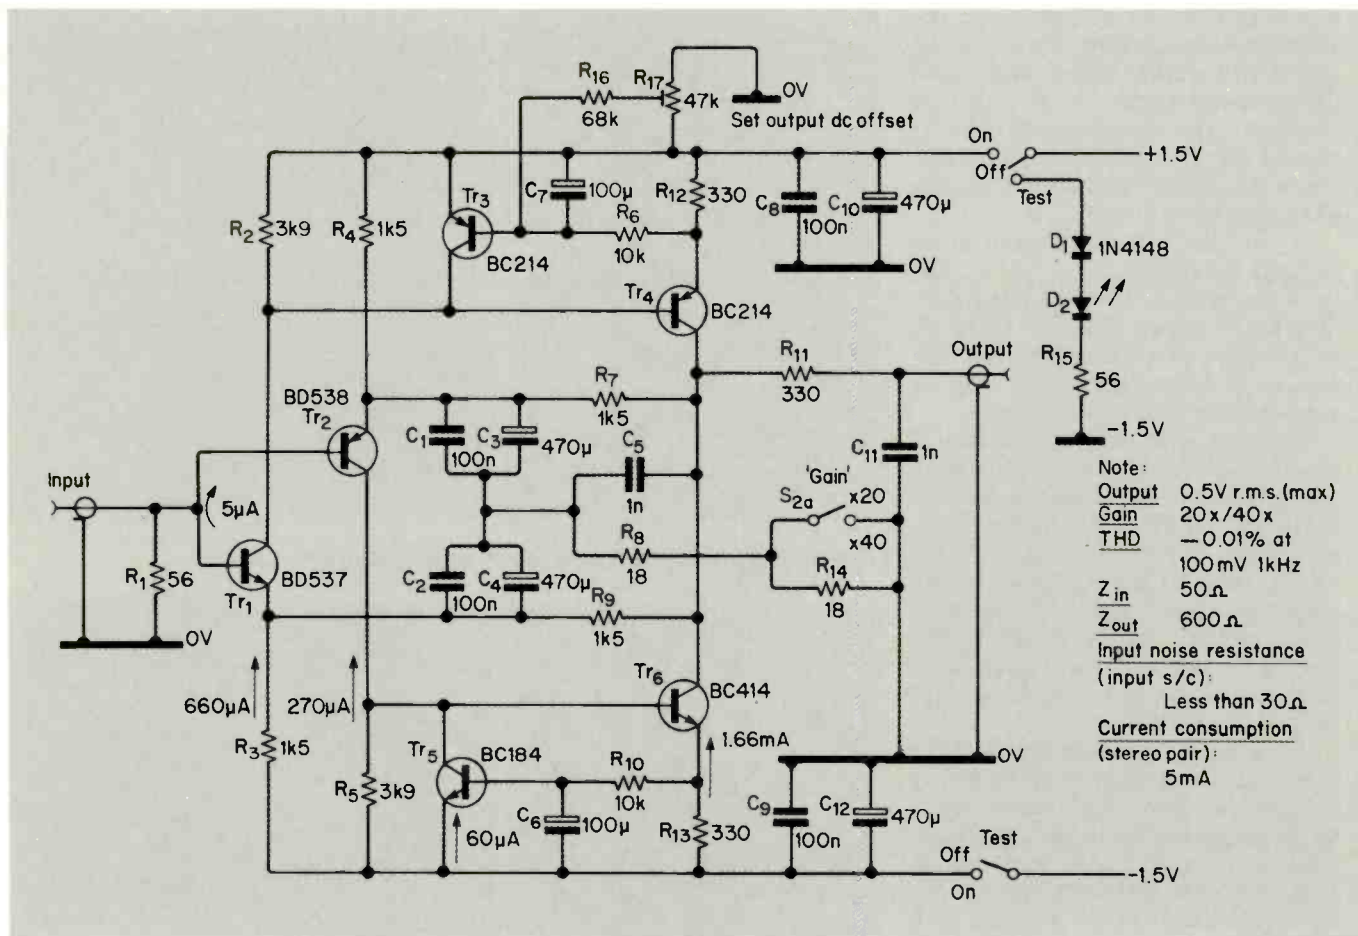 R16
68k
R17
47k
0V
Set output dc offset
On
Off
Test
+1.5V
R2
3k9
R4
1k5
Tr3
BC214
C7
100μ
R6
10k
R12
330
C8
100n
C10
470μ
0V
D1
1N4148
D2
R15
56
-1.5V
Tr4
BC214
R11
330
Output
BD538
Tr2
R7
1k5
C1
100n
C3
470μ
C5
1n
'Gain'
S2a
x20
x40
C11
1n
Input
5μA
R1
56
0V
BD537
Tr1
R8
18
R14
18
C2
100n
C4
470μ
R9
1k5
Tr6
BC414
660μA
270μA
R3
1k5
R5
3k9
Tr5
BC184
60μA
R10
10k
C6
100μ
1.66mA
R13
330
0V
C9
100n
C12
470μ
Test
Off
On
-1.5V
Note:
Output 0.5V r.m.s.(max)
Gain 20x/40x
THD —0.01% at
100mV 1kHz
Zin 50Ω
Zout 600Ω
Input noise resistance
(input s/c):
Less than 30Ω
Current consumption
(stereo pair):
5mA